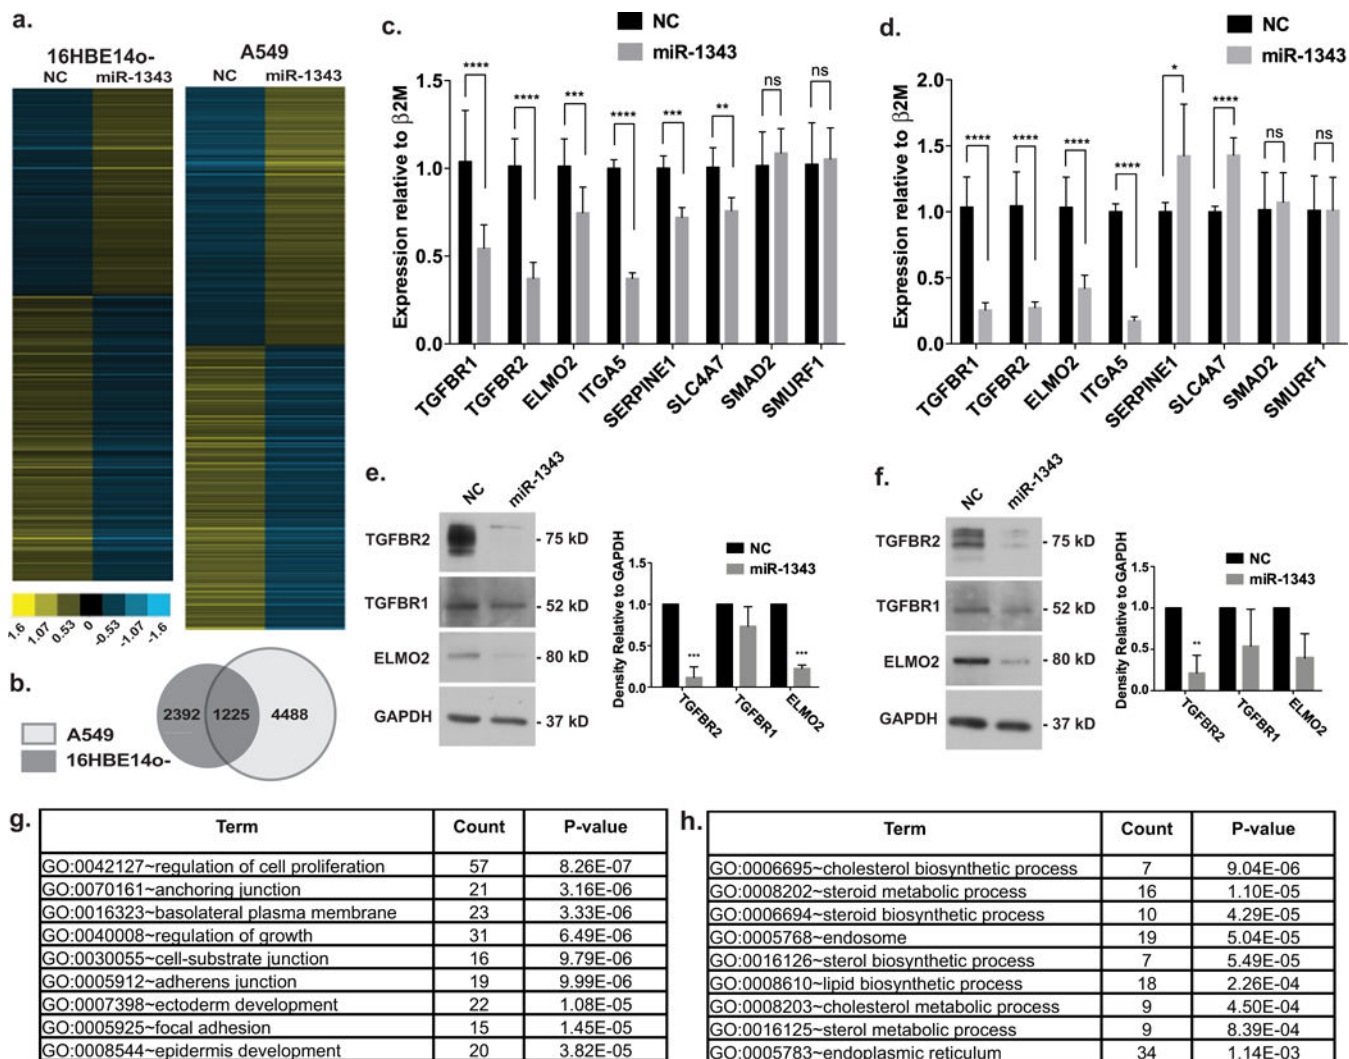 a.
16HBE14o-
NC miR-1343
A549
NC miR-1343
1.6 1.07 0.53 0 -0.53 -1.07 -1.6
b.
2392 1225 4488
A549
16HBE14o-
c.
NC
miR-1343
Expression relative to β2M
1.5
1.0
0.5
0.0
**** **** *** **** *** ** ns ns
TGFBR1 TGFBR2 ELMO2 ITGA5 SERPINE1 SLC4A7 SMAD2 SMURF1
d.
NC
miR-1343
Expression relative to β2M
2.0
1.5
1.0
0.5
0.0
**** **** **** **** * **** ns ns
TGFBR1 TGFBR2 ELMO2 ITGA5 SERPINE1 SLC4A7 SMAD2 SMURF1
e.
NC miR-1343
TGFBR2 - 75 kD
TGFBR1 - 52 kD
ELMO2 - 80 kD
GAPDH - 37 kD
NC
miR-1343
Density Relative to GAPDH
1.5
1.0
0.5
0.0
*** ***
TGFBR2 TGFBR1 ELMO2
f.
NC miR-1343
TGFBR2 - 75 kD
TGFBR1 - 52 kD
ELMO2 - 80 kD
GAPDH - 37 kD
NC
miR-1343
Density Relative to GAPDH
1.5
1.0
0.5
0.0
**
TGFBR2 TGFBR1 ELMO2
g.
Term Count P-value
GO:0042127~regulation of cell proliferation 57 8.26E-07
GO:0070161~anchoring junction 21 3.16E-06
GO:0016323~basolateral plasma membrane 23 3.33E-06
GO:0040008~regulation of growth 31 6.49E-06
GO:0030055~cell-substrate junction 16 9.79E-06
GO:0005912~adherens junction 19 9.99E-06
GO:0007398~ectoderm development 22 1.08E-05
GO:0005925~focal adhesion 15 1.45E-05
GO:0008544~epidermis development 20 3.82E-05
h.
Term Count P-value
GO:0006695~cholesterol biosynthetic process 7 9.04E-06
GO:0008202~steroid metabolic process 16 1.10E-05
GO:0006694~steroid biosynthetic process 10 4.29E-05
GO:0005768~endosome 19 5.04E-05
GO:0016126~sterol biosynthetic process 7 5.49E-05
GO:0008610~lipid biosynthetic process 18 2.26E-04
GO:0008203~cholesterol metabolic process 9 4.50E-04
GO:0016125~sterol metabolic process 9 8.39E-04
GO:0005783~endoplasmic reticulum 34 1.14E-03